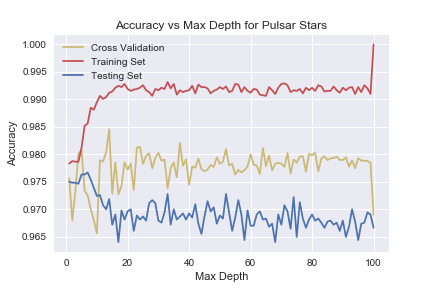 Accuracy vs Max Depth for Pulsar Stars
Cross Validation
Training Set
Testing Set
1.000
0.995
0.990
0.985
0.980
0.975
0.970
0.965
Accuracy
0 20 40 60 80 100
Max Depth